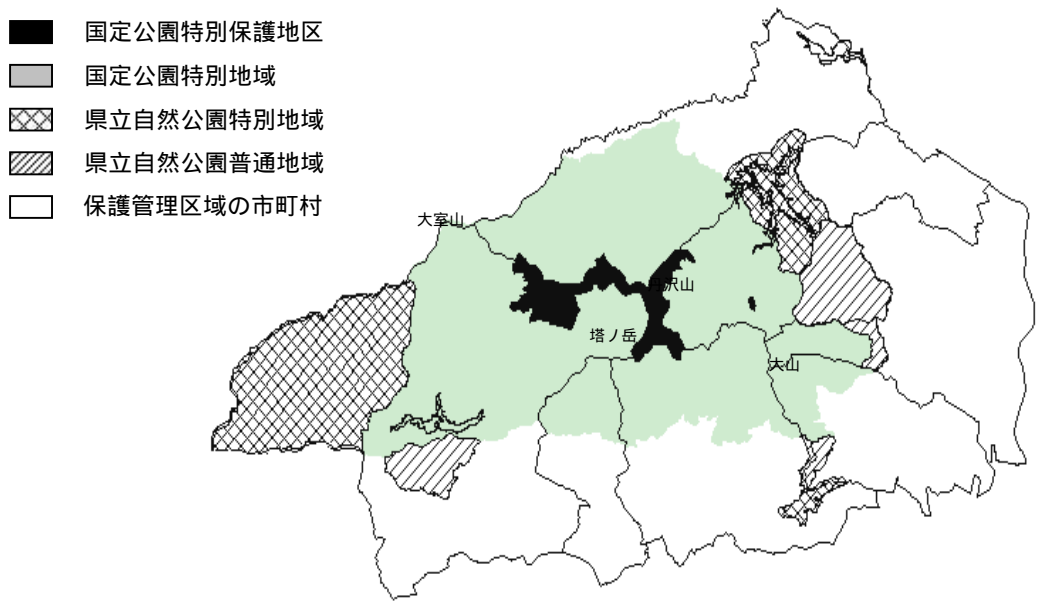 国定公園特別保護地区
国定公園特別地域
県立自然公園特別地域
県立自然公園普通地域
保護管理区域の市町村
大室山
丹沢山
塔ノ岳
大山